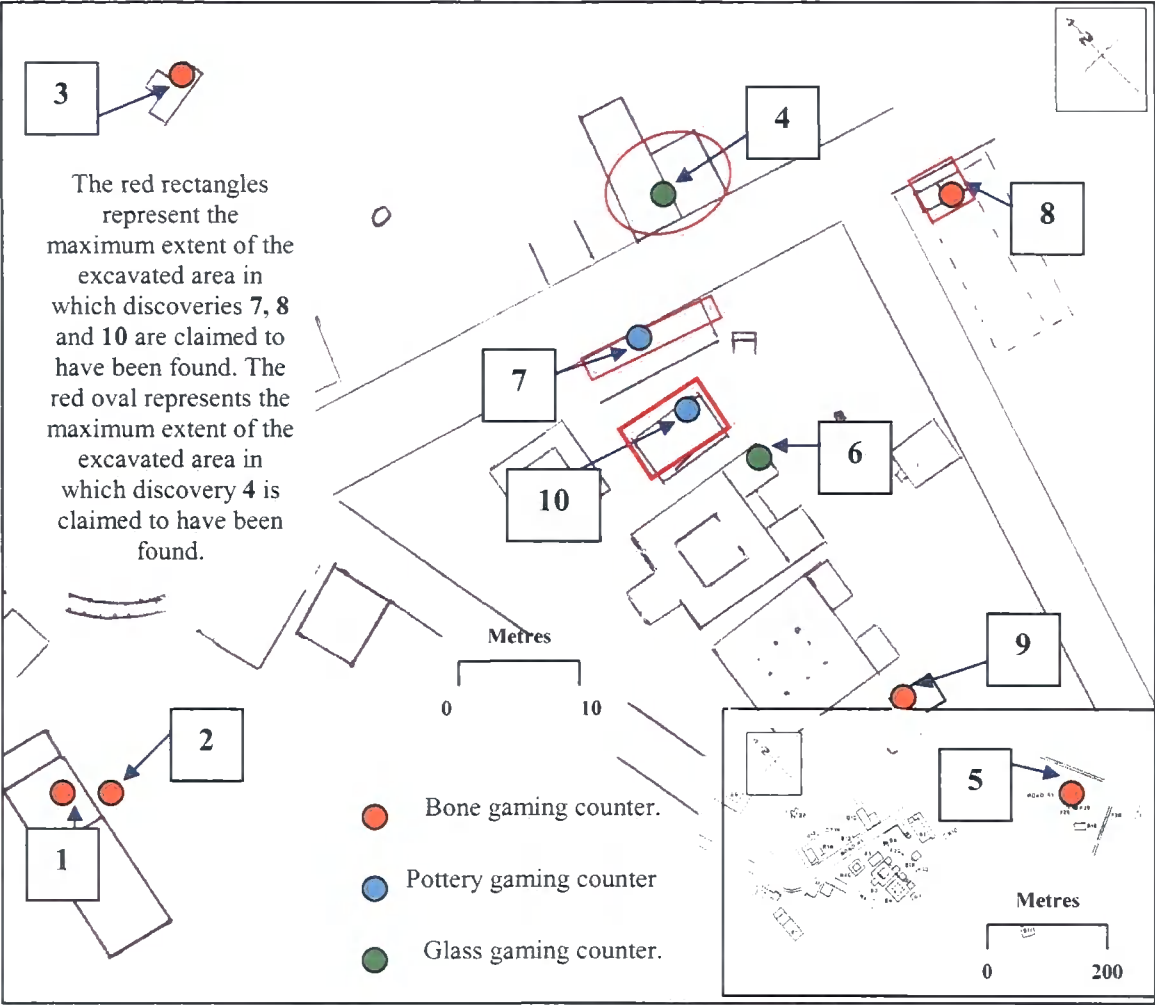 3
4
8
The red rectangles
represent the
maximum extent of the
excavated area in
which discoveries 7, 8
and 10 are claimed to
have been found. The
red oval represents the
maximum extent of the
excavated area in
which discovery 4 is
claimed to have been
found.
7
10
6
9
Metres
0 10
2
1
Bone gaming counter.
Pottery gaming counter
Glass gaming counter.
5
Metres
0 200